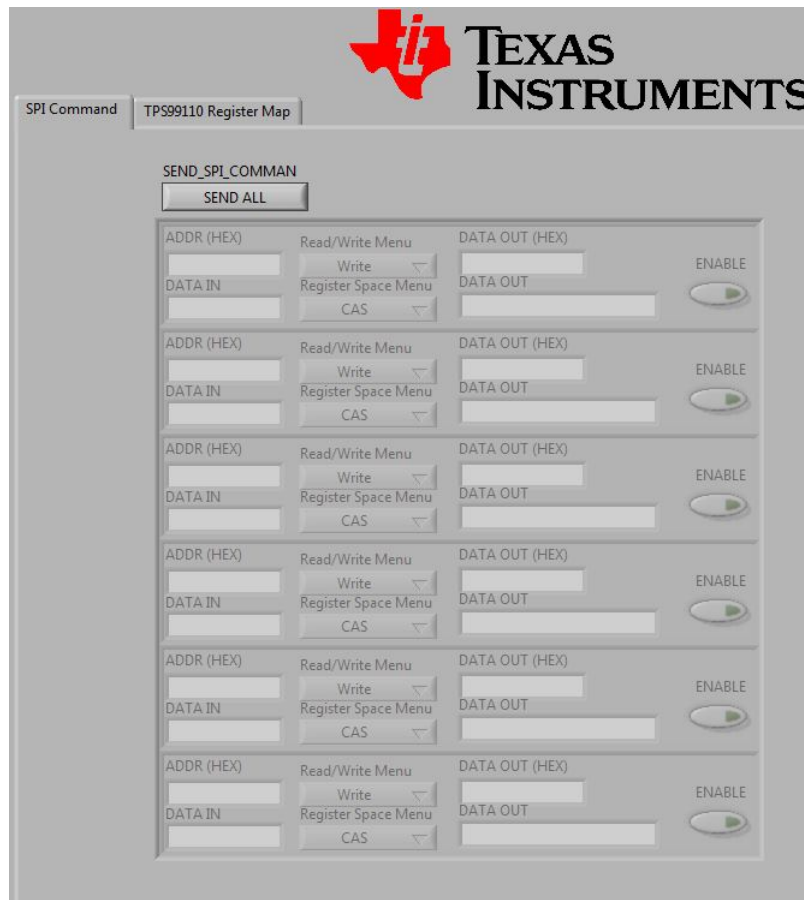 TEXAS
INSTRUMENTS
SPI Command TPS99110 Register Map
SEND_SPI_COMMAN
SEND ALL
ADDR (HEX) Read/Write Menu DATA OUT (HEX)
Write ENABLE
DATA IN Register Space Menu DATA OUT
CAS
ADDR (HEX) Read/Write Menu DATA OUT (HEX)
Write ENABLE
DATA IN Register Space Menu DATA OUT
CAS
ADDR (HEX) Read/Write Menu DATA OUT (HEX)
Write ENABLE
DATA IN Register Space Menu DATA OUT
CAS
ADDR (HEX) Read/Write Menu DATA OUT (HEX)
Write ENABLE
DATA IN Register Space Menu DATA OUT
CAS
ADDR (HEX) Read/Write Menu DATA OUT (HEX)
Write ENABLE
DATA IN Register Space Menu DATA OUT
CAS
ADDR (HEX) Read/Write Menu DATA OUT (HEX)
Write ENABLE
DATA IN Register Space Menu DATA OUT
CAS